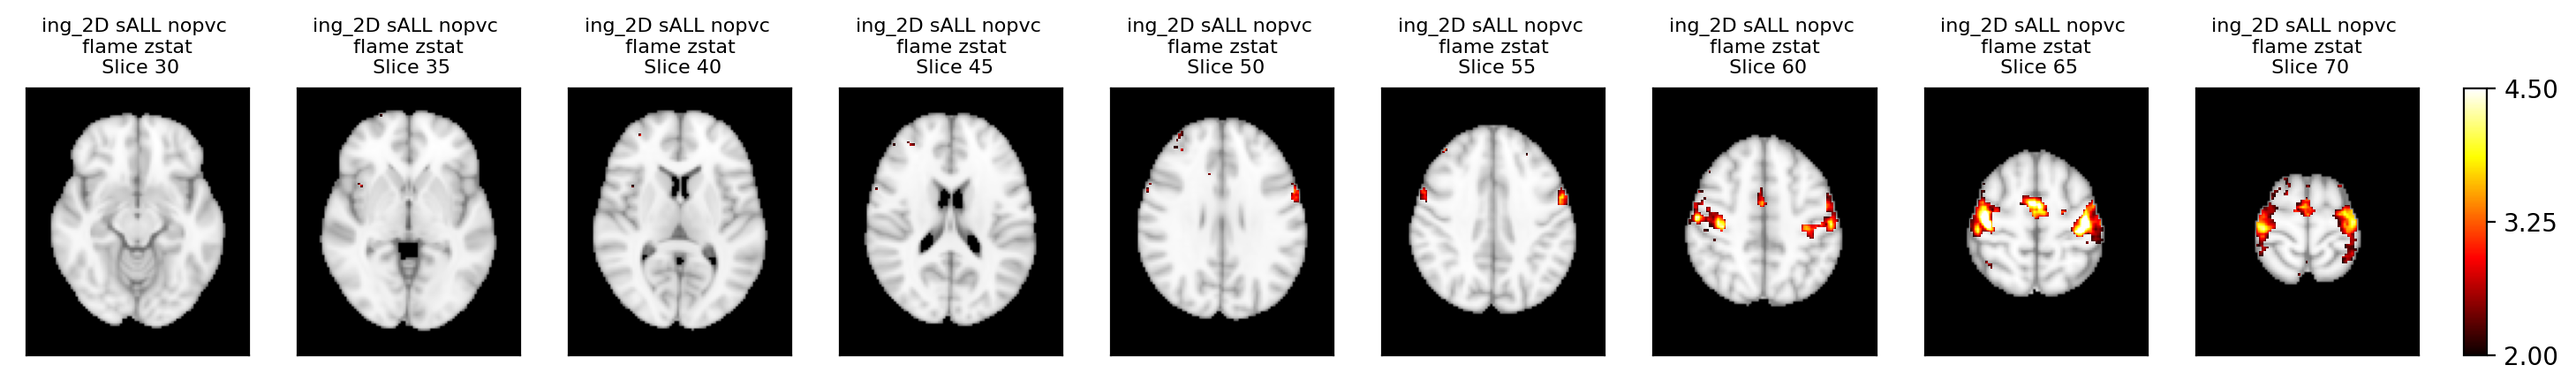 ing_2D sALL nopvc
flame zstat
Slice 30
ing_2D sALL nopvc
flame zstat
Slice 35
ing_2D sALL nopvc
flame zstat
Slice 40
ing_2D sALL nopvc
flame zstat
Slice 45
ing_2D sALL nopvc
flame zstat
Slice 50
ing_2D sALL nopvc
flame zstat
Slice 55
ing_2D sALL nopvc
flame zstat
Slice 60
ing_2D sALL nopvc
flame zstat
Slice 65
ing_2D sALL nopvc
flame zstat
Slice 70
4.50
3.25
2.00